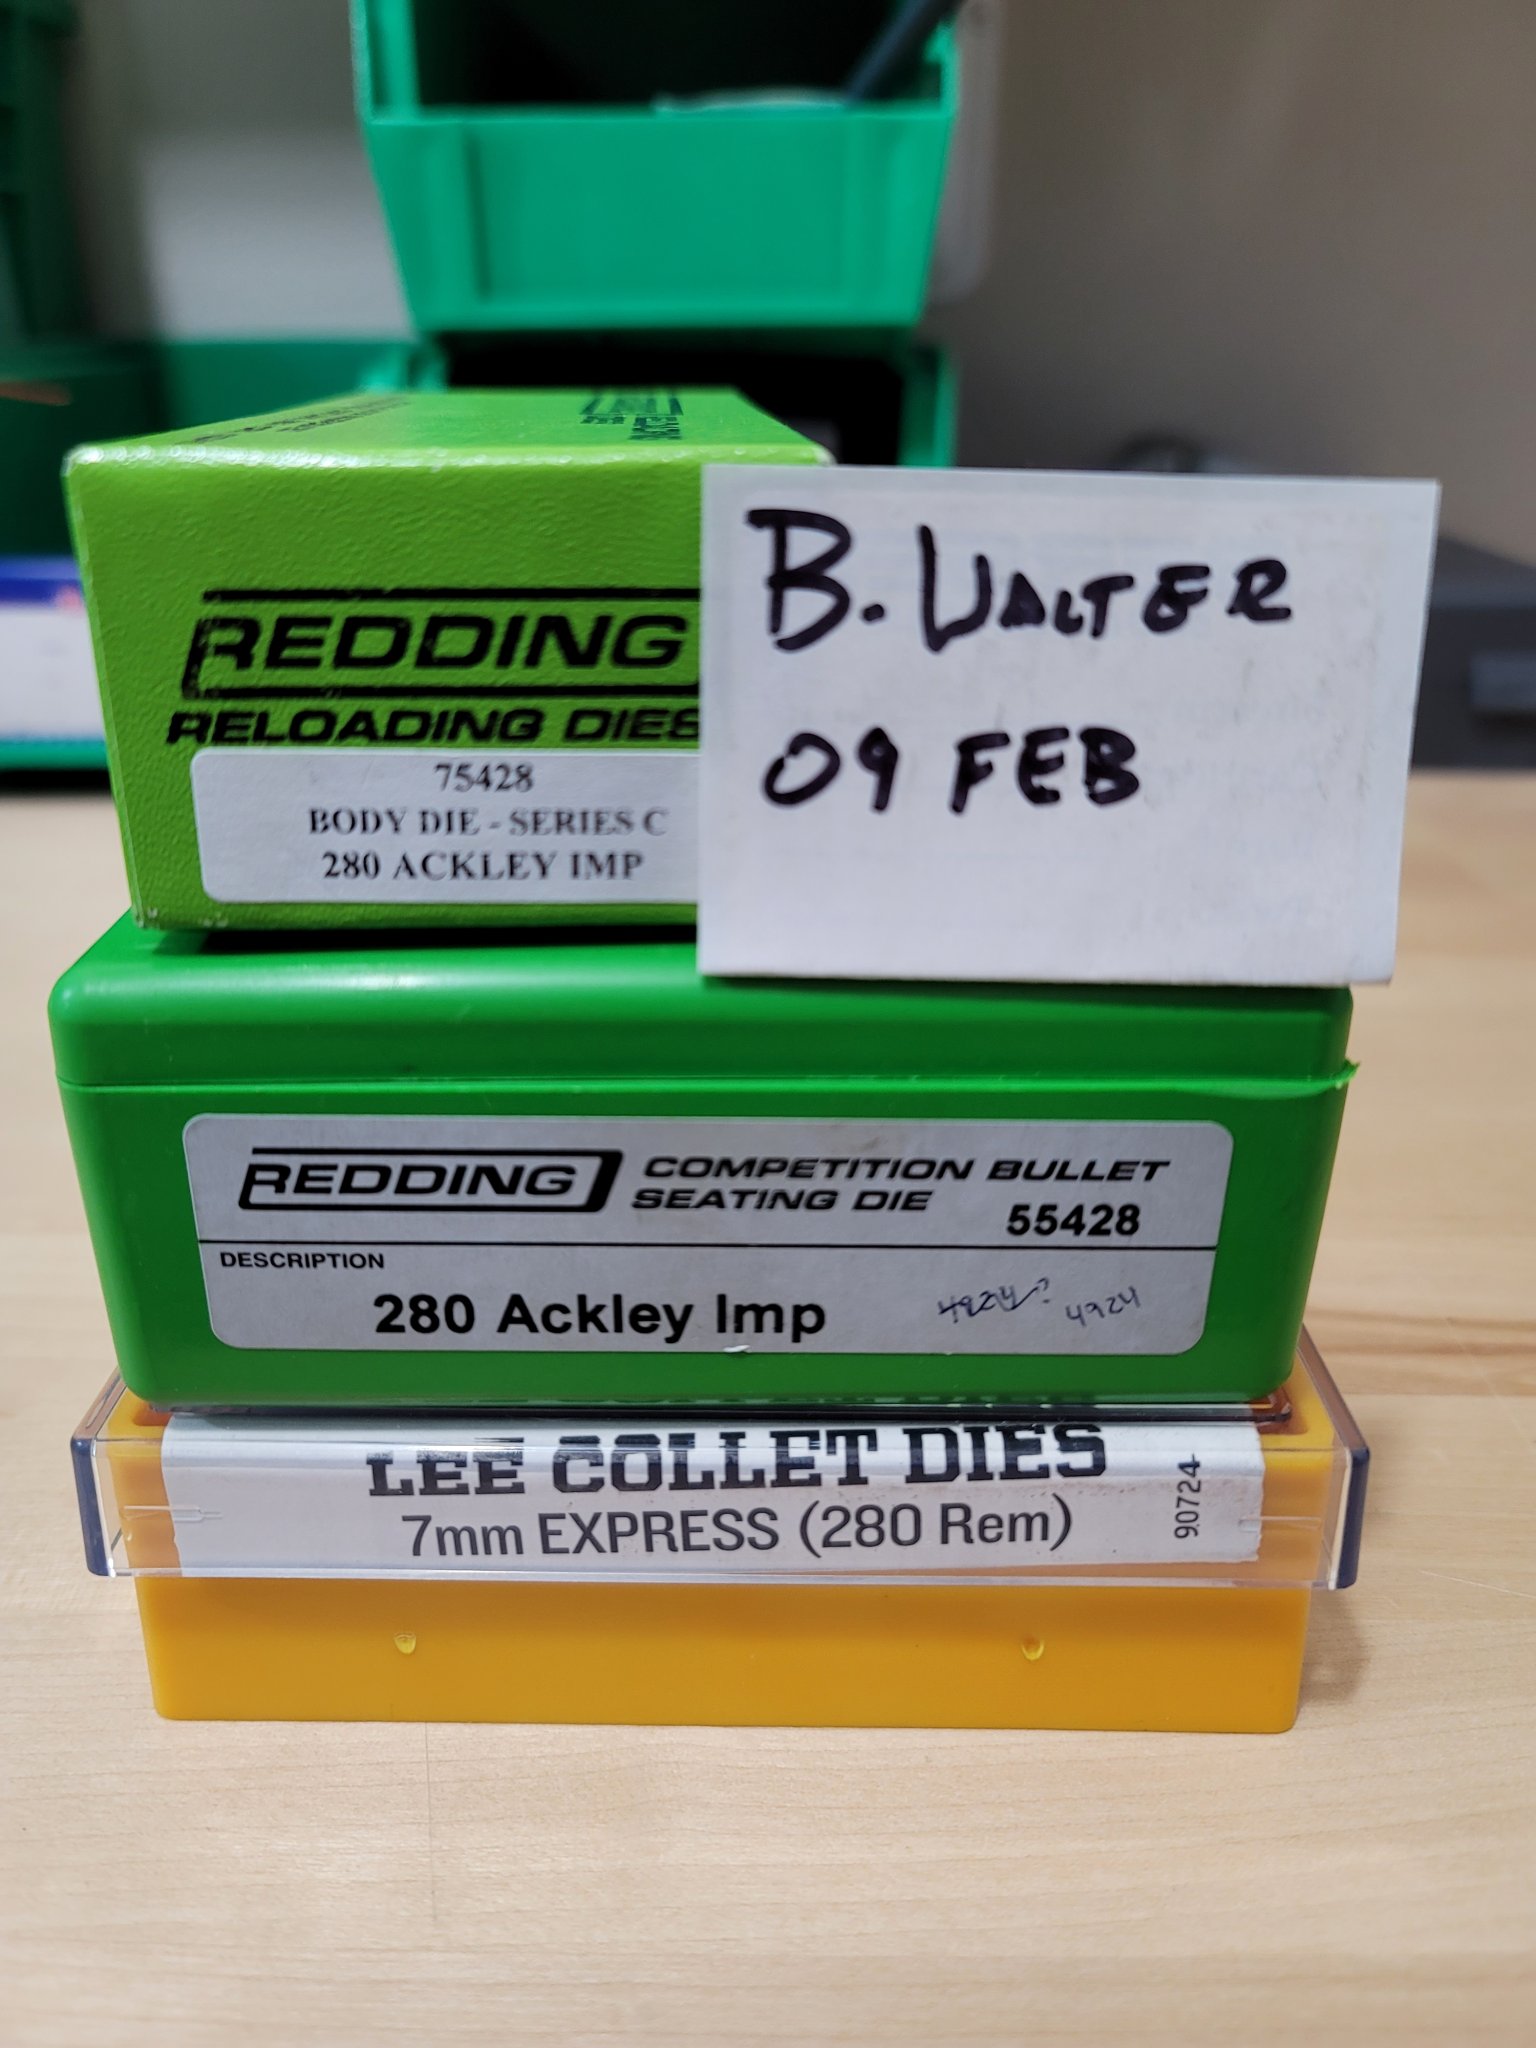 REDDING
RELOADING DIES
75428
BODY DIE - SERIES C
280 ACKLEY IMP
B. WALTER
09 FEB
REDDING COMPETITION BULLET
SEATING DIE 55428
DESCRIPTION
280 Ackley Imp 4924
LEE COLLET DIES
7mm EXPRESS (280 Rem)
90724